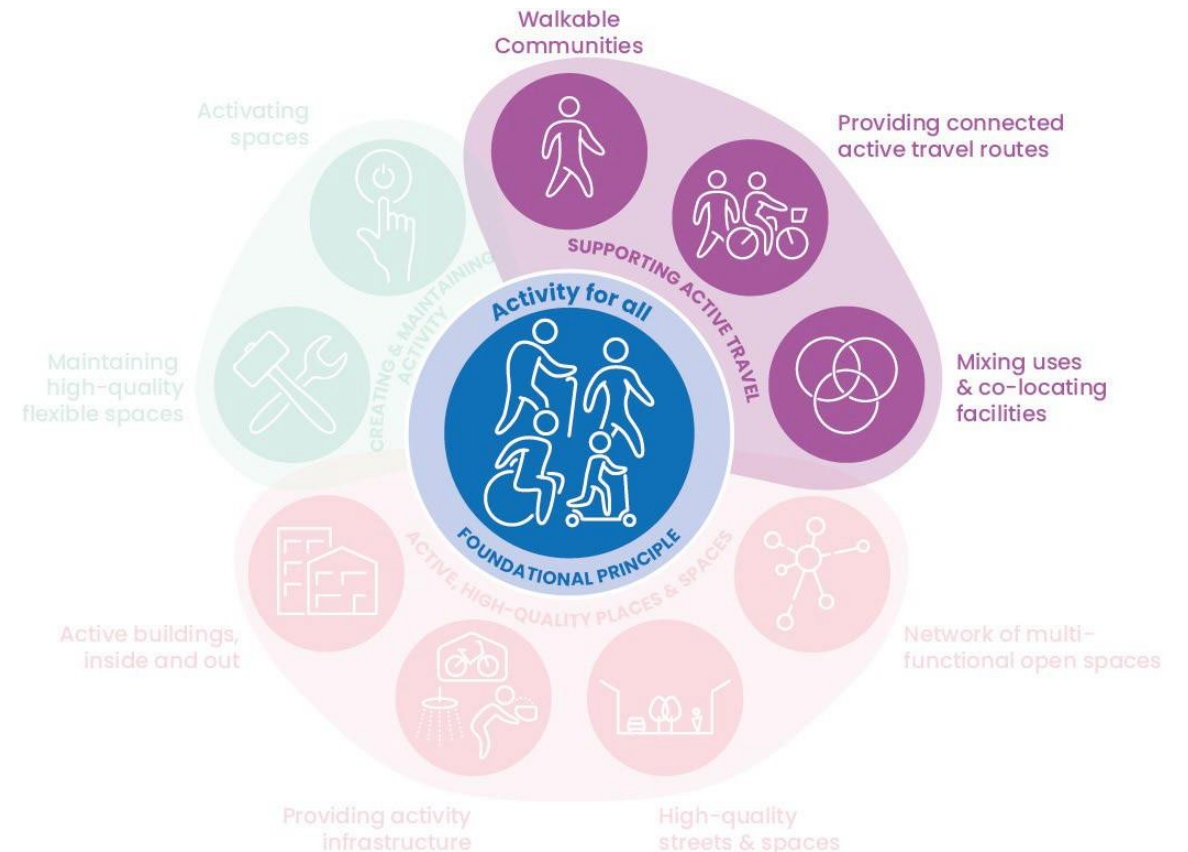 Walkable
Communities
Providing connected
active travel routes
Mixing uses
& co-locating
facilities
Network of multi-
functional open spaces
High-quality
streets & spaces
Providing activity
infrastructure
Active buildings,
inside and out
Maintaining
high-quality
flexible spaces
Activating
spaces
SUPPORTING ACTIVE TRAVEL
ACTIVE, HIGH-QUALITY PLACES & SPACES
CREATING & MAINTAINING
ACTIVITY
Activity for all
FOUNDATIONAL PRINCIPLE